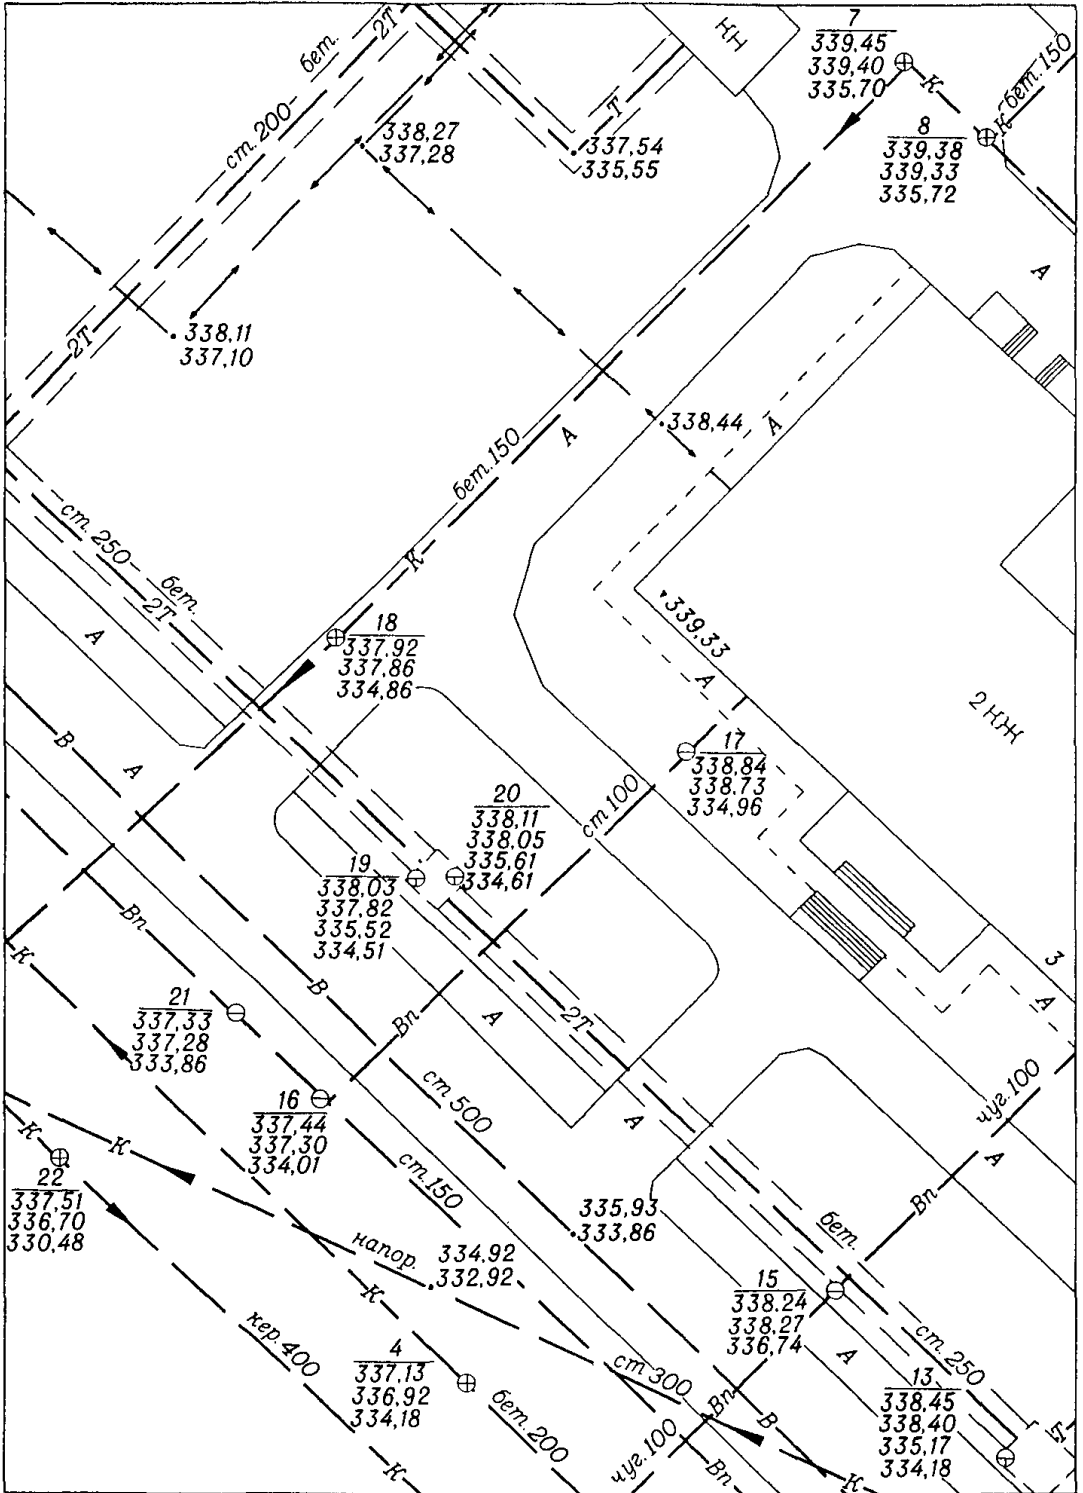 2Т
бет.
ст. 200
КН
7
339,45
339,40
335,70
К
бет. 150
К
8
339,38
339,33
335,72
338,27
337,28
Т
337,54
335,55
А
2Т
338,11
337,10
338,44
А
А
бет. 150
К
ст. 250
бет.
2Т
А
18
337,92
337,86
334,86
339,33
А
2КЖ
В
А
17
338,84
338,73
334,96
20
338,11
338,05
335,61
334,61
ст 100
19
338,03
337,82
335,52
334,51
Вп
К
В
3
А
21
337,33
337,28
333,86
Вп
А
2Т
16
337,44
337,30
334,01
ст 500
А
чуг. 100
А
К
К
22
337,51
336,70
330,48
ст. 150
Вп
335,93
333,86
бет.
напор.
334,92
332,92
К
15
338.24
338,27
336,74
кер. 400
4
337,13
336,92
334,18
ст 300
А
ст. 250
13
338,45
338,40
335,17
334,18
Т
бет. 200
Вп
В
чуг. 100
К
Вп
К